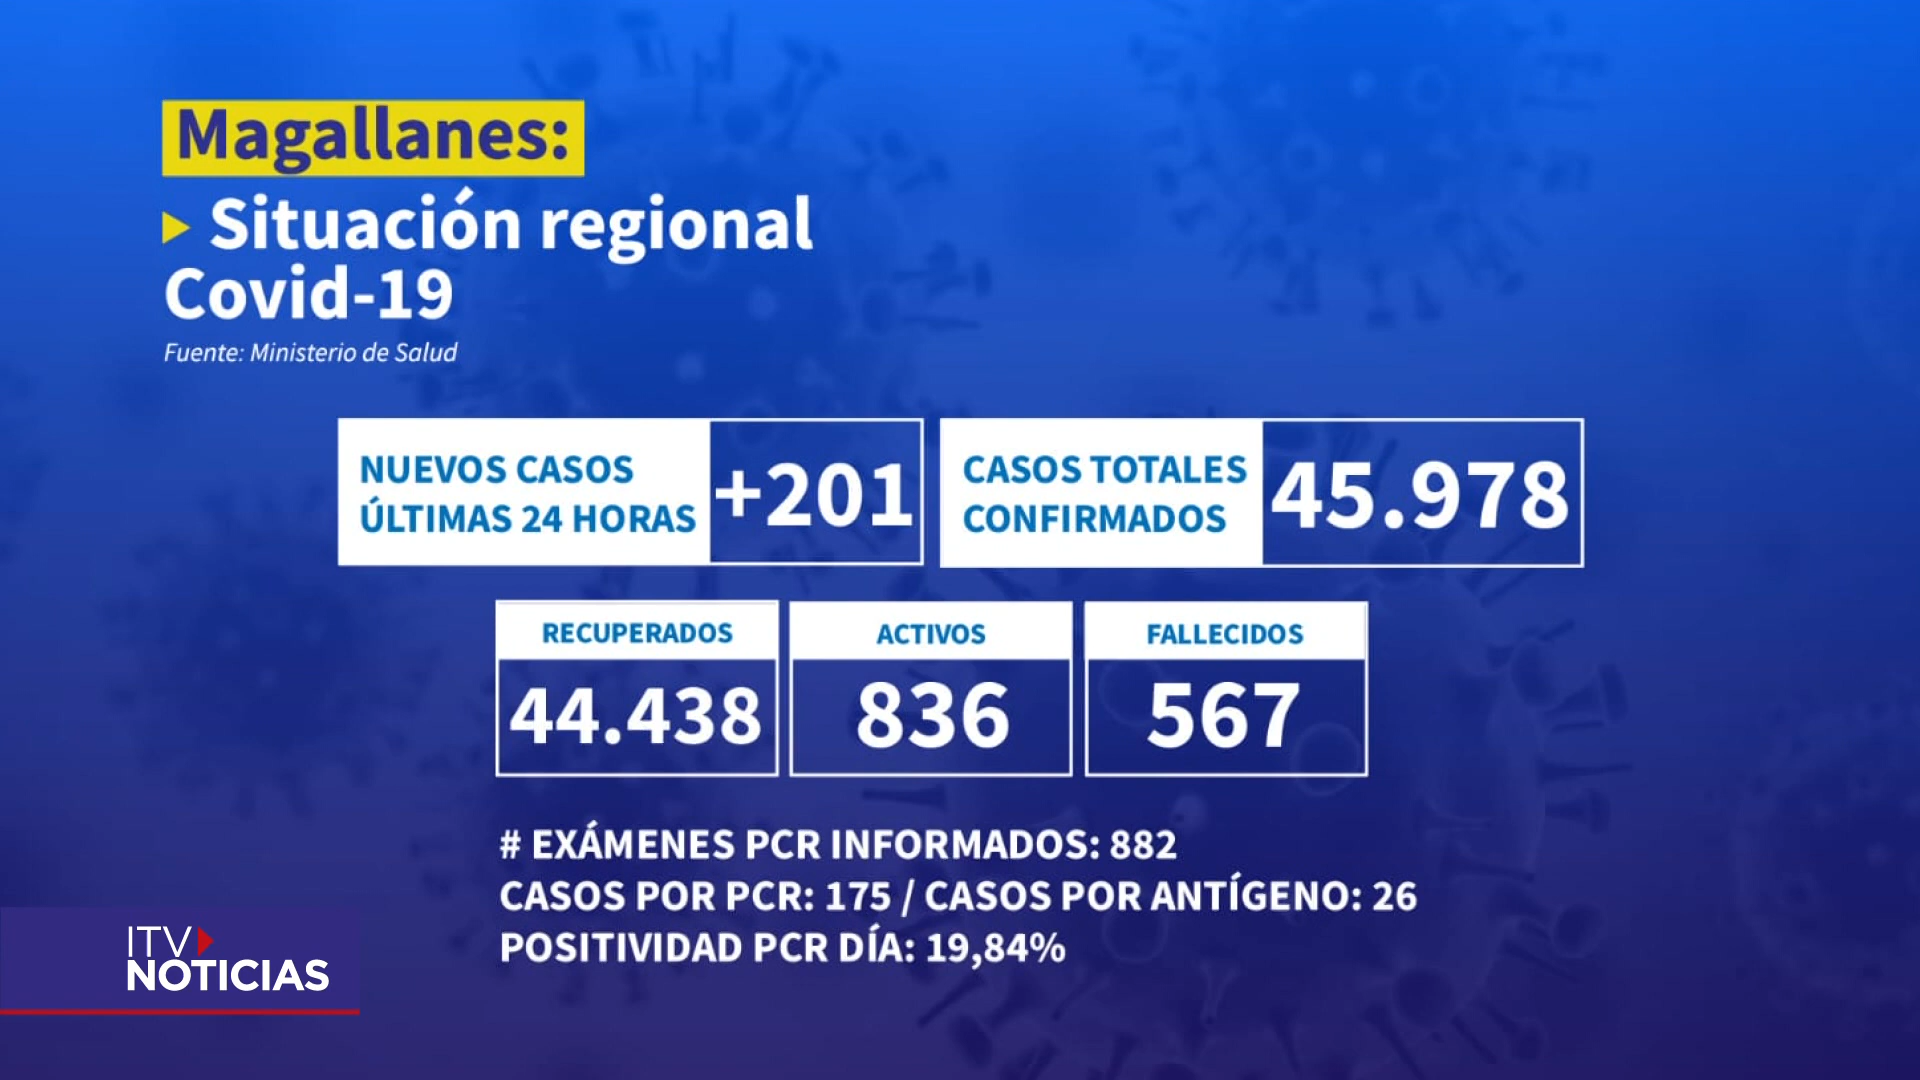 Magallanes:
Situación regional
Covid-19
Fuente: Ministerio de Salud
NUEVOS CASOS
ÚLTIMAS 24 HORAS
+201
CASOS TOTALES
CONFIRMADOS
45.978
RECUPERADOS
44.438
ACTIVOS
836
FALLECIDOS
567
# EXÁMENES PCR INFORMADOS: 882
CASOS POR PCR: 175 / CASOS POR ANTÍGENO: 26
POSITIVIDAD PCR DÍA: 19,84%
ITV
NOTICIAS